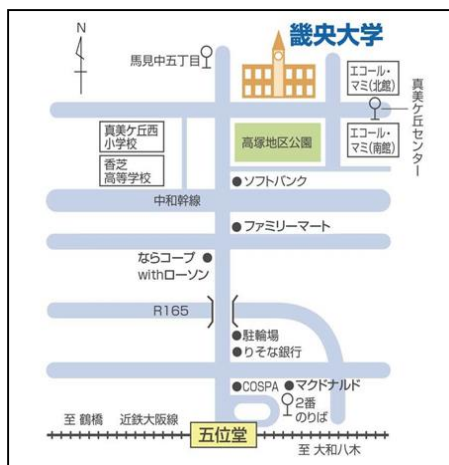 N
畿央大学
馬見中五丁目
エコール・
マミ(北館)
真美ケ丘センター
真美ケ丘西
小学校
高塚地区公園
エコール・
マミ(南館)
香芝
高等学校
ソフトバンク
中和幹線
ファミリーマート
ならコープ
withローソン
R165
駐輪場
りそな銀行
COSPA
マクドナルド
2番
のりば
至 鶴橋
近鉄大阪線
五位堂
至 大和八木